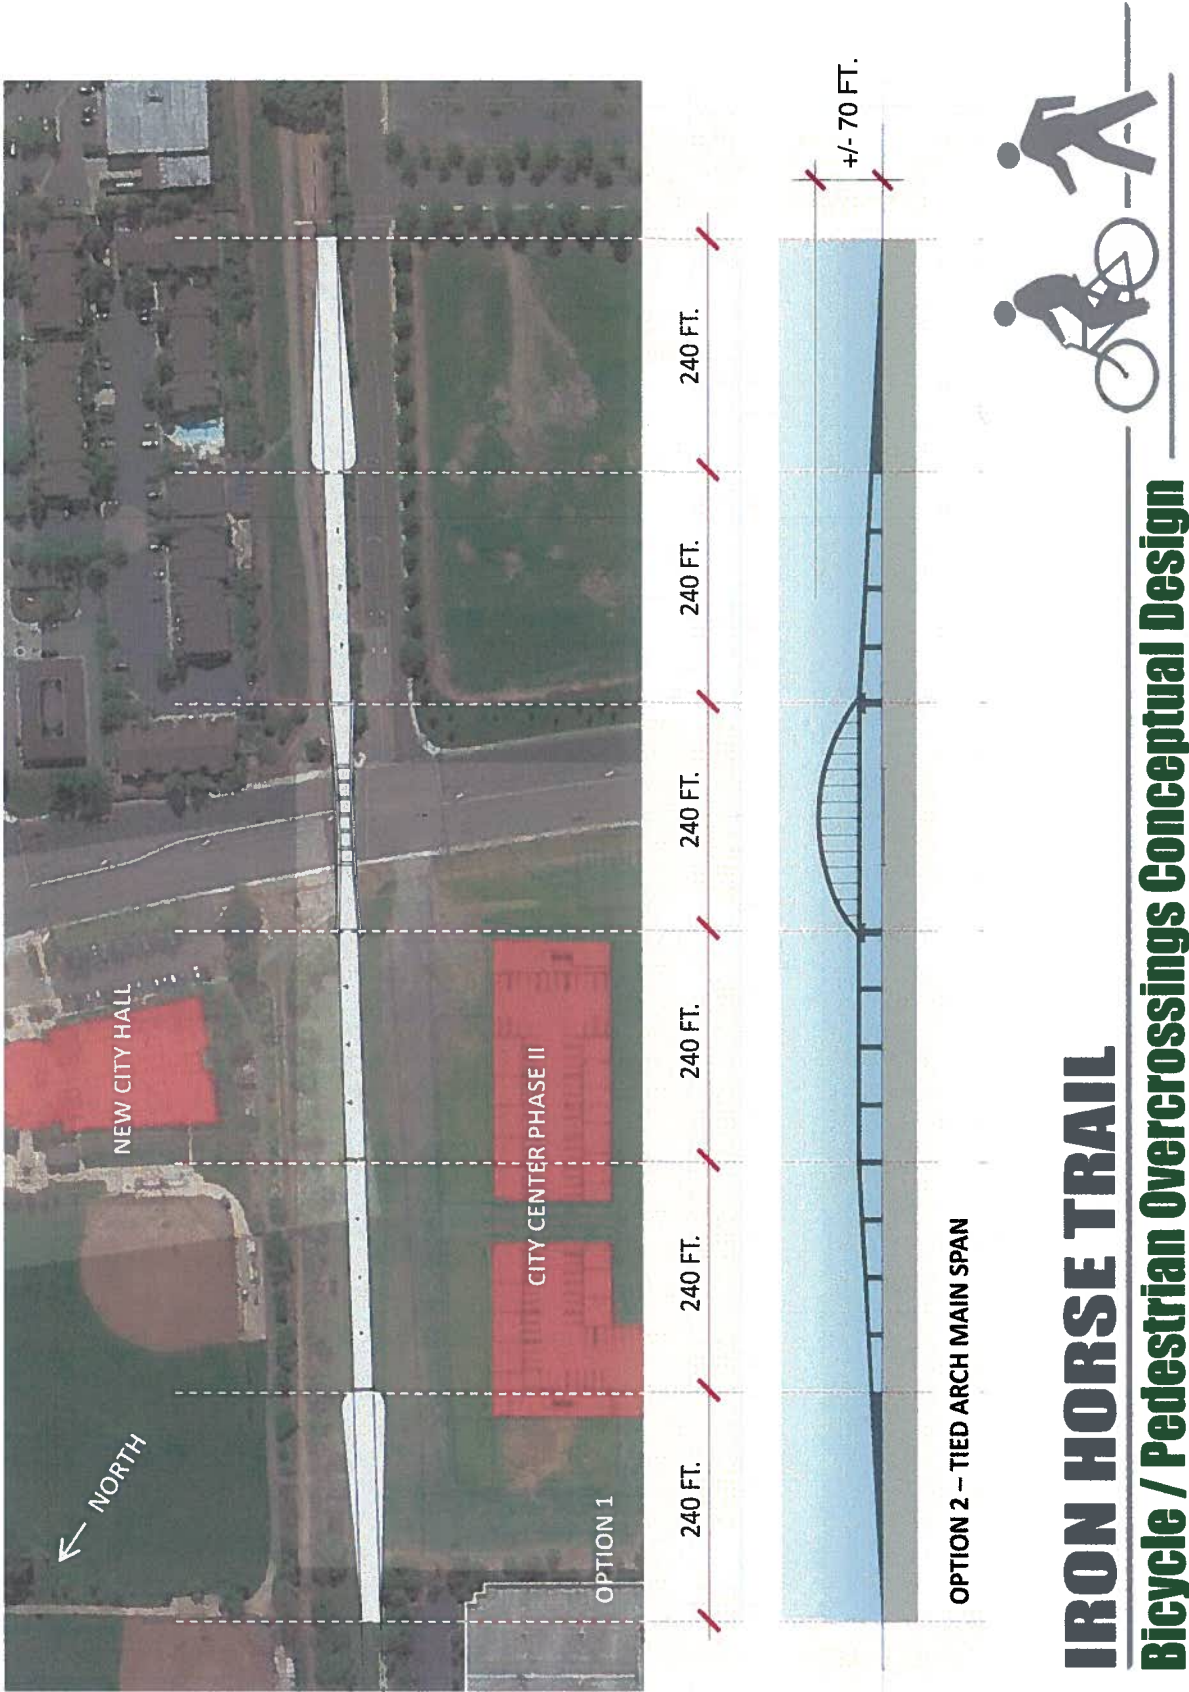 NORTH
NEW CITY HALL
CITY CENTER PHASE II
OPTION 1
240 FT.
240 FT.
240 FT.
240 FT.
240 FT.
240 FT.
+/- 70 FT.
OPTION 2 – TIED ARCH MAIN SPAN
IRON HORSE TRAIL
Bicycle / Pedestrian Overcrossings Conceptual Design